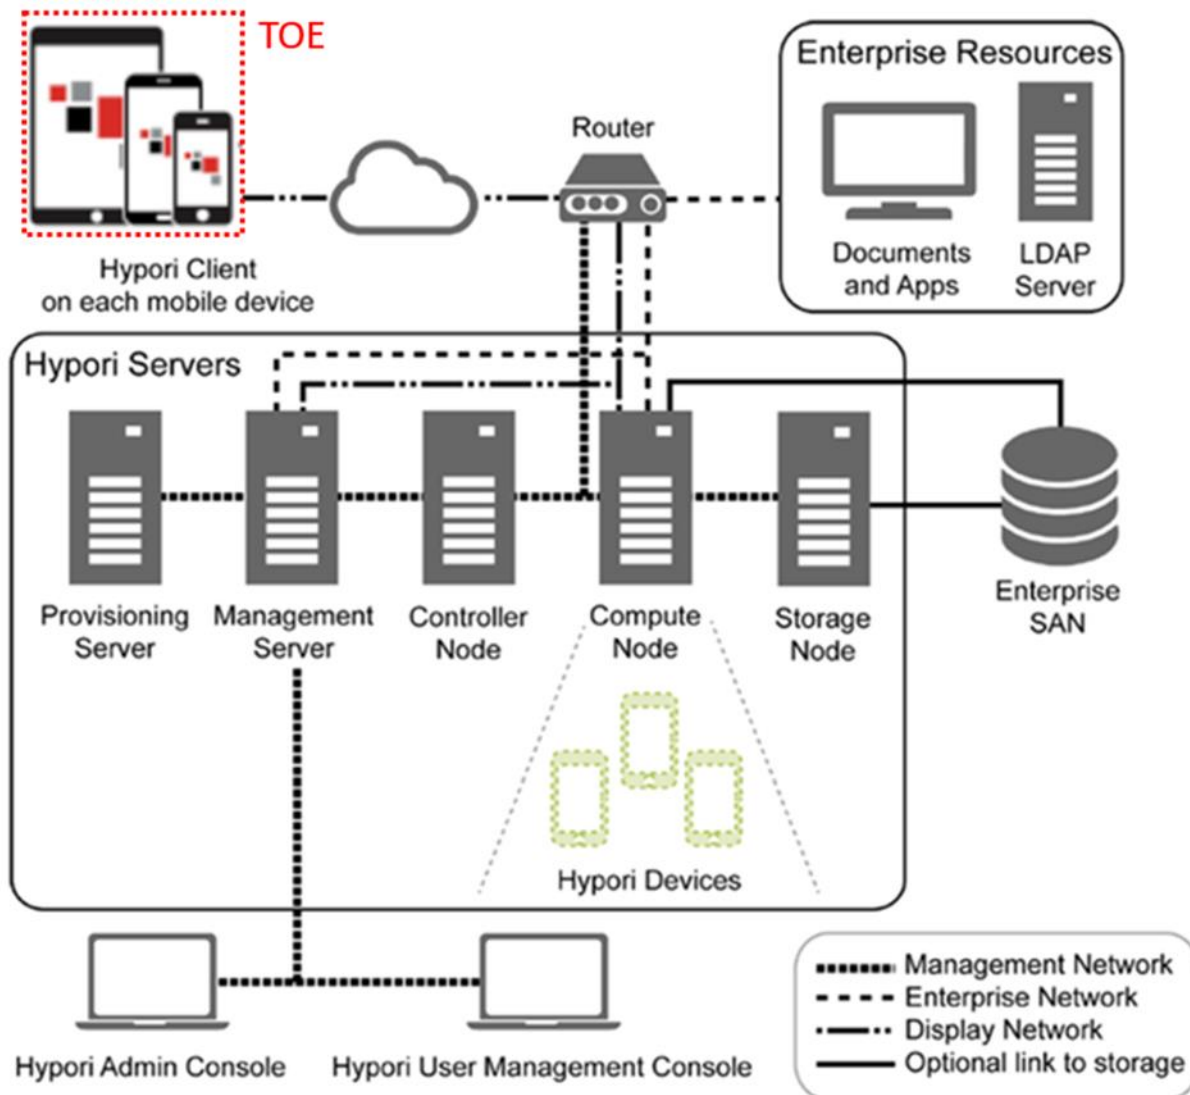 TOE
Enterprise Resources
Router
Documents
and Apps
LDAP
Server
Hypori Client
on each mobile device
Hypori Servers
Provisioning
Server
Management
Server
Controller
Node
Compute
Node
Storage
Node
Enterprise
SAN
Hypori Devices
Hypori Admin Console
Hypori User Management Console
Management Network
Enterprise Network
Display Network
Optional link to storage